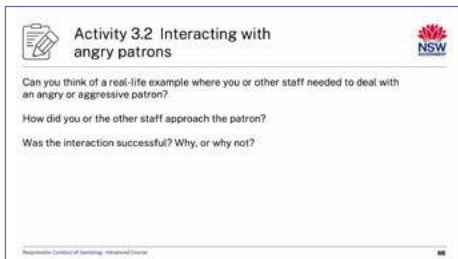 Activity 3.2 Interacting with
angry patrons
NSW
GOVERNMENT
Can you think of a real-life example where you or other staff needed to deal with
an angry or aggressive patron?
How did you or the other staff approach the patron?
Was the interaction successful? Why, or why not?
Responsible Conduct of Gambling - Advanced Course
66